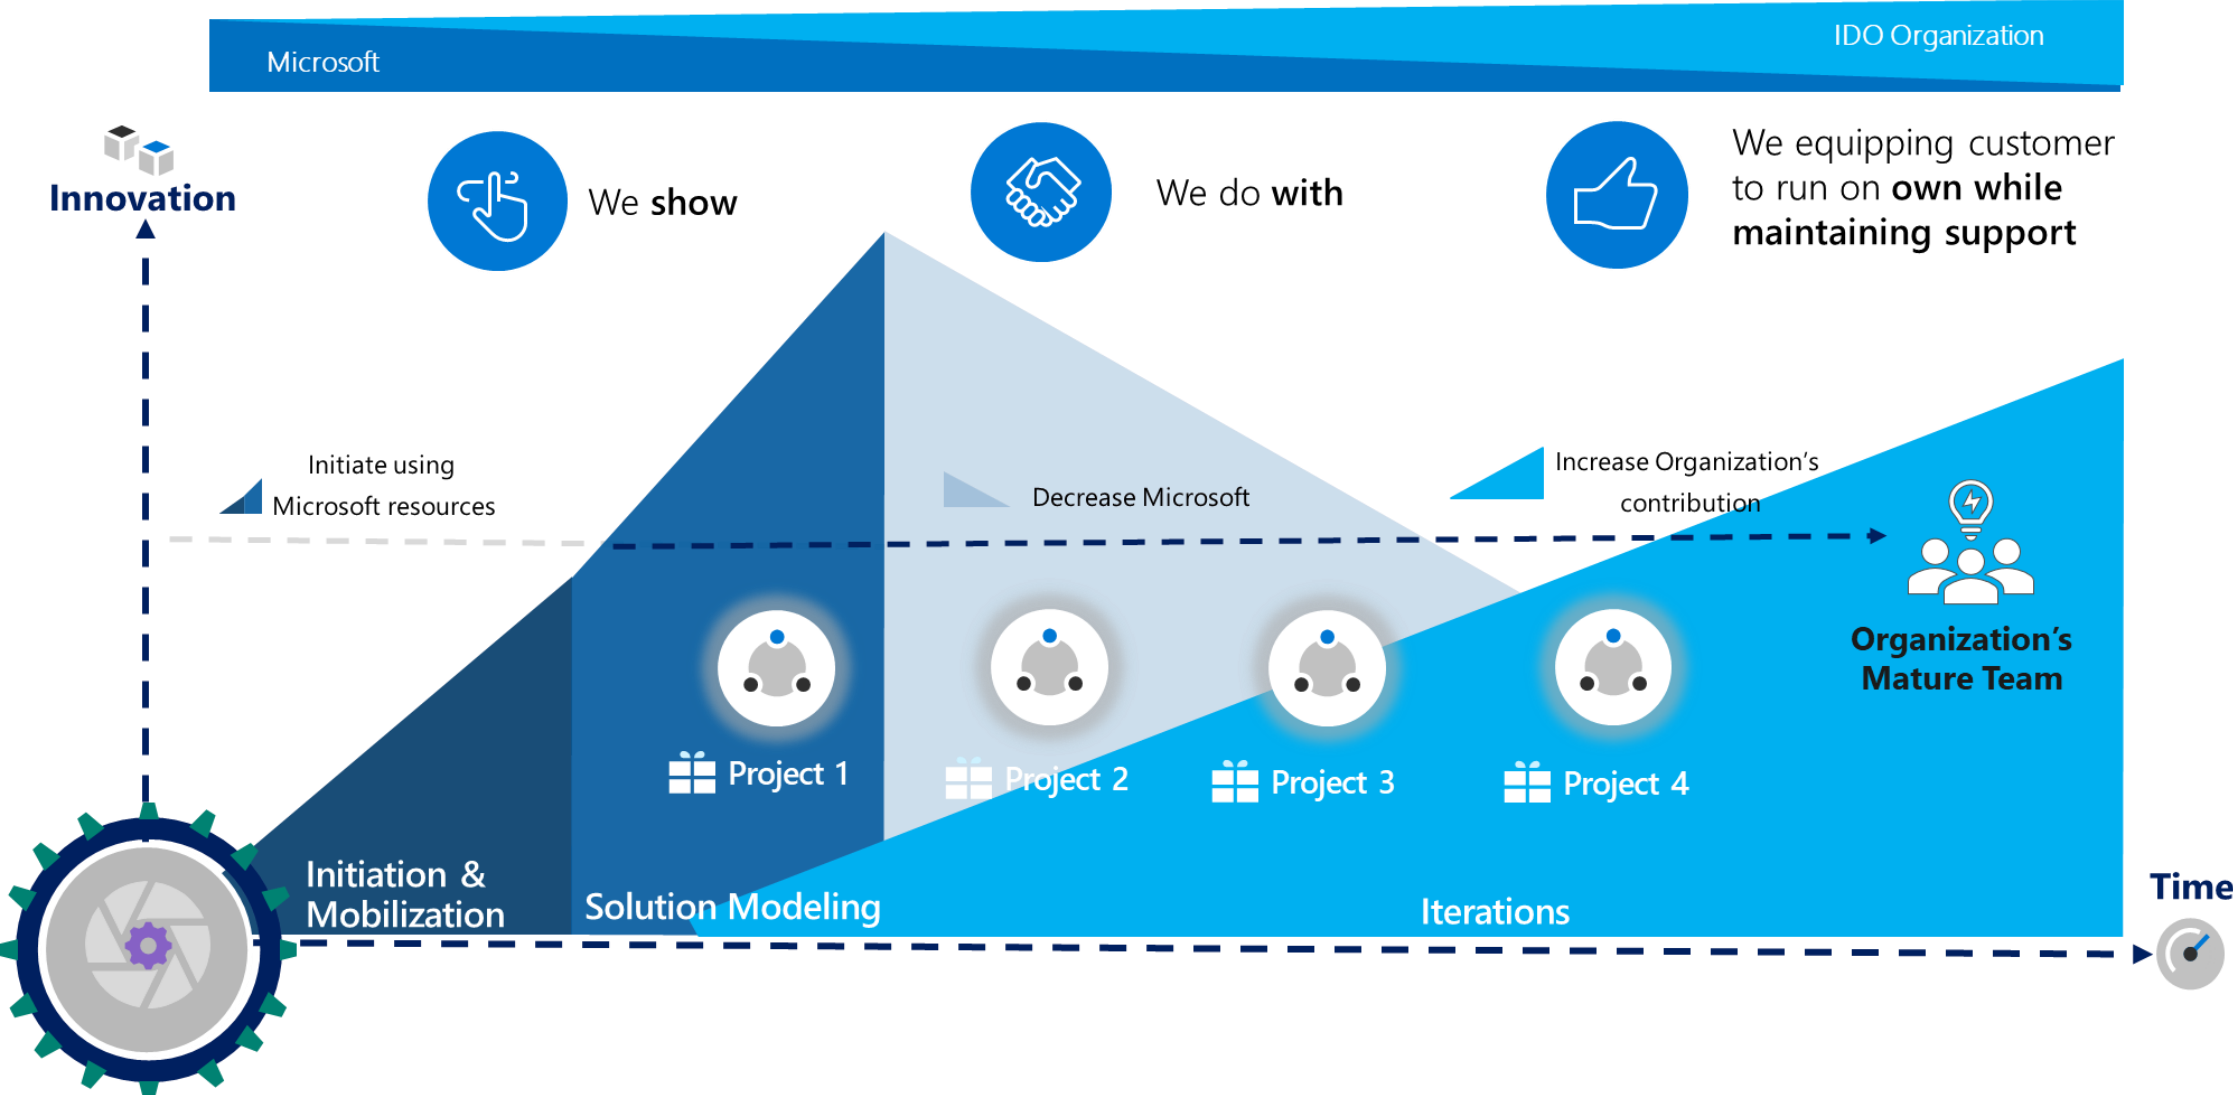 Microsoft
IDO Organization
Innovation
We show
We do with
We equipping customer
to run on own while
maintaining support
Initiate using
Microsoft resources
Decrease Microsoft
Increase Organization's
contribution
Organization's
Mature Team
Project 1
Project 2
Project 3
Project 4
Initiation &
Mobilization
Solution Modeling
Iterations
Time